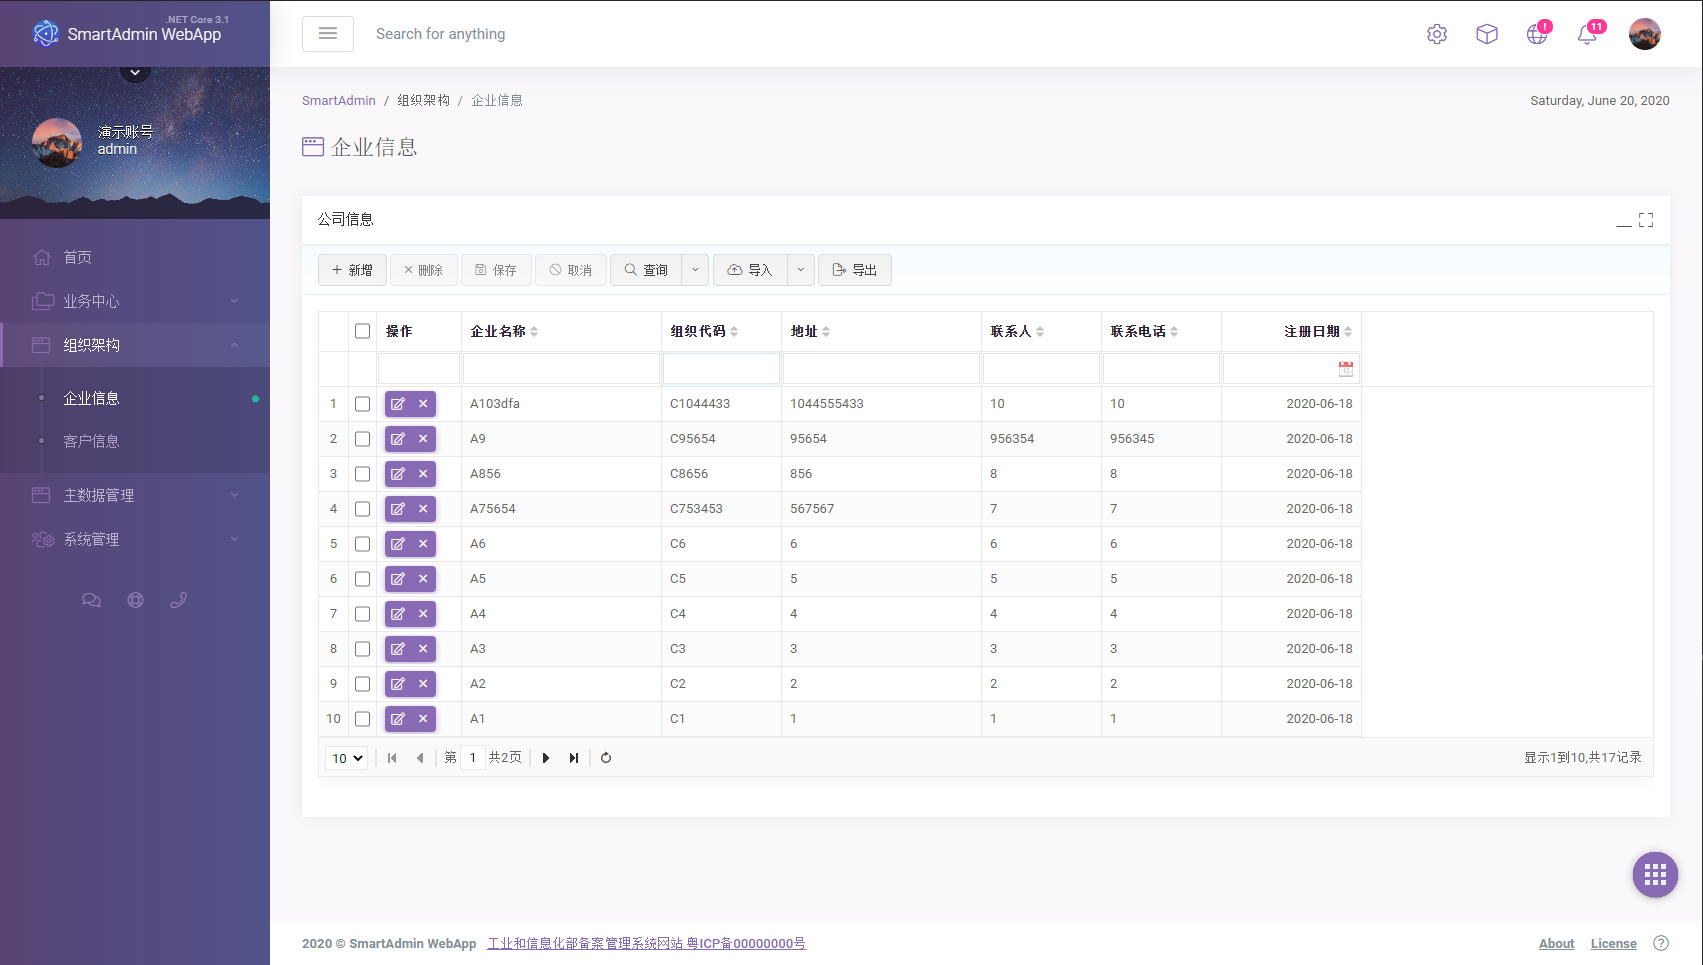 .NET Core 3.1
SmartAdmin WebApp
Search for anything
!
11
演示账号
admin
首页
业务中心
组织架构
企业信息
客户信息
主数据管理
系统管理
SmartAdmin / 组织架构 / 企业信息
Saturday, June 20, 2020
企业信息
公司信息
新增 删除 保存 取消 查询 导入 导出
操作 企业名称 组织代码 地址 联系人 联系电话 注册日期
1 A103dfa C1044433 1044555433 10 10 2020-06-18
2 A9 C95654 95654 956354 956345 2020-06-18
3 A856 C8656 856 8 8 2020-06-18
4 A75654 C753453 567567 7 7 2020-06-18
5 A6 C6 6 6 6 2020-06-18
6 A5 C5 5 5 5 2020-06-18
7 A4 C4 4 4 4 2020-06-18
8 A3 C3 3 3 3 2020-06-18
9 A2 C2 2 2 2 2020-06-18
10 A1 C1 1 1 1 2020-06-18
10 第 1 共2页
显示1到10,共17记录
2020 © SmartAdmin WebApp 工业和信息化部备案管理系统网站 粤ICP备00000000号
About License ?